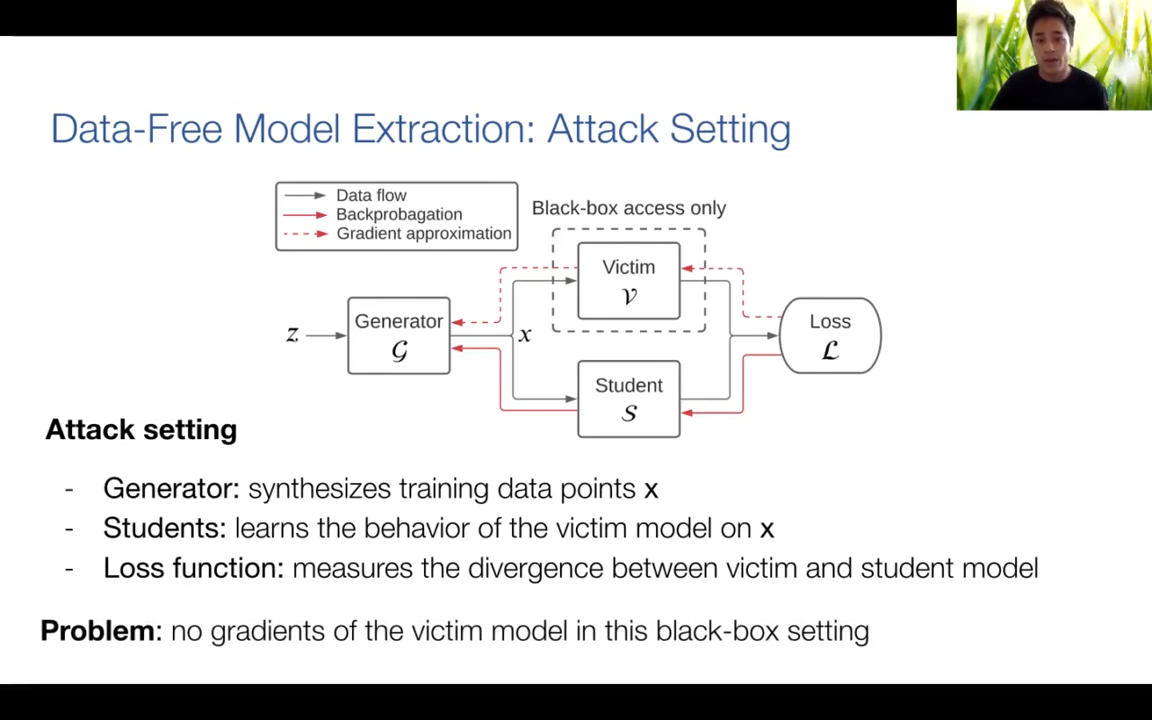 Data-Free Model Extraction: Attack Setting
Data flow
Backprobagation
Gradient approximation
Black-box access only
Victim
𝒱
z
Generator
𝒢
x
Loss
ℒ
Student
𝒮
Attack setting
- Generator: synthesizes training data points x
- Students: learns the behavior of the victim model on x
- Loss function: measures the divergence between victim and student model
Problem: no gradients of the victim model in this black-box setting